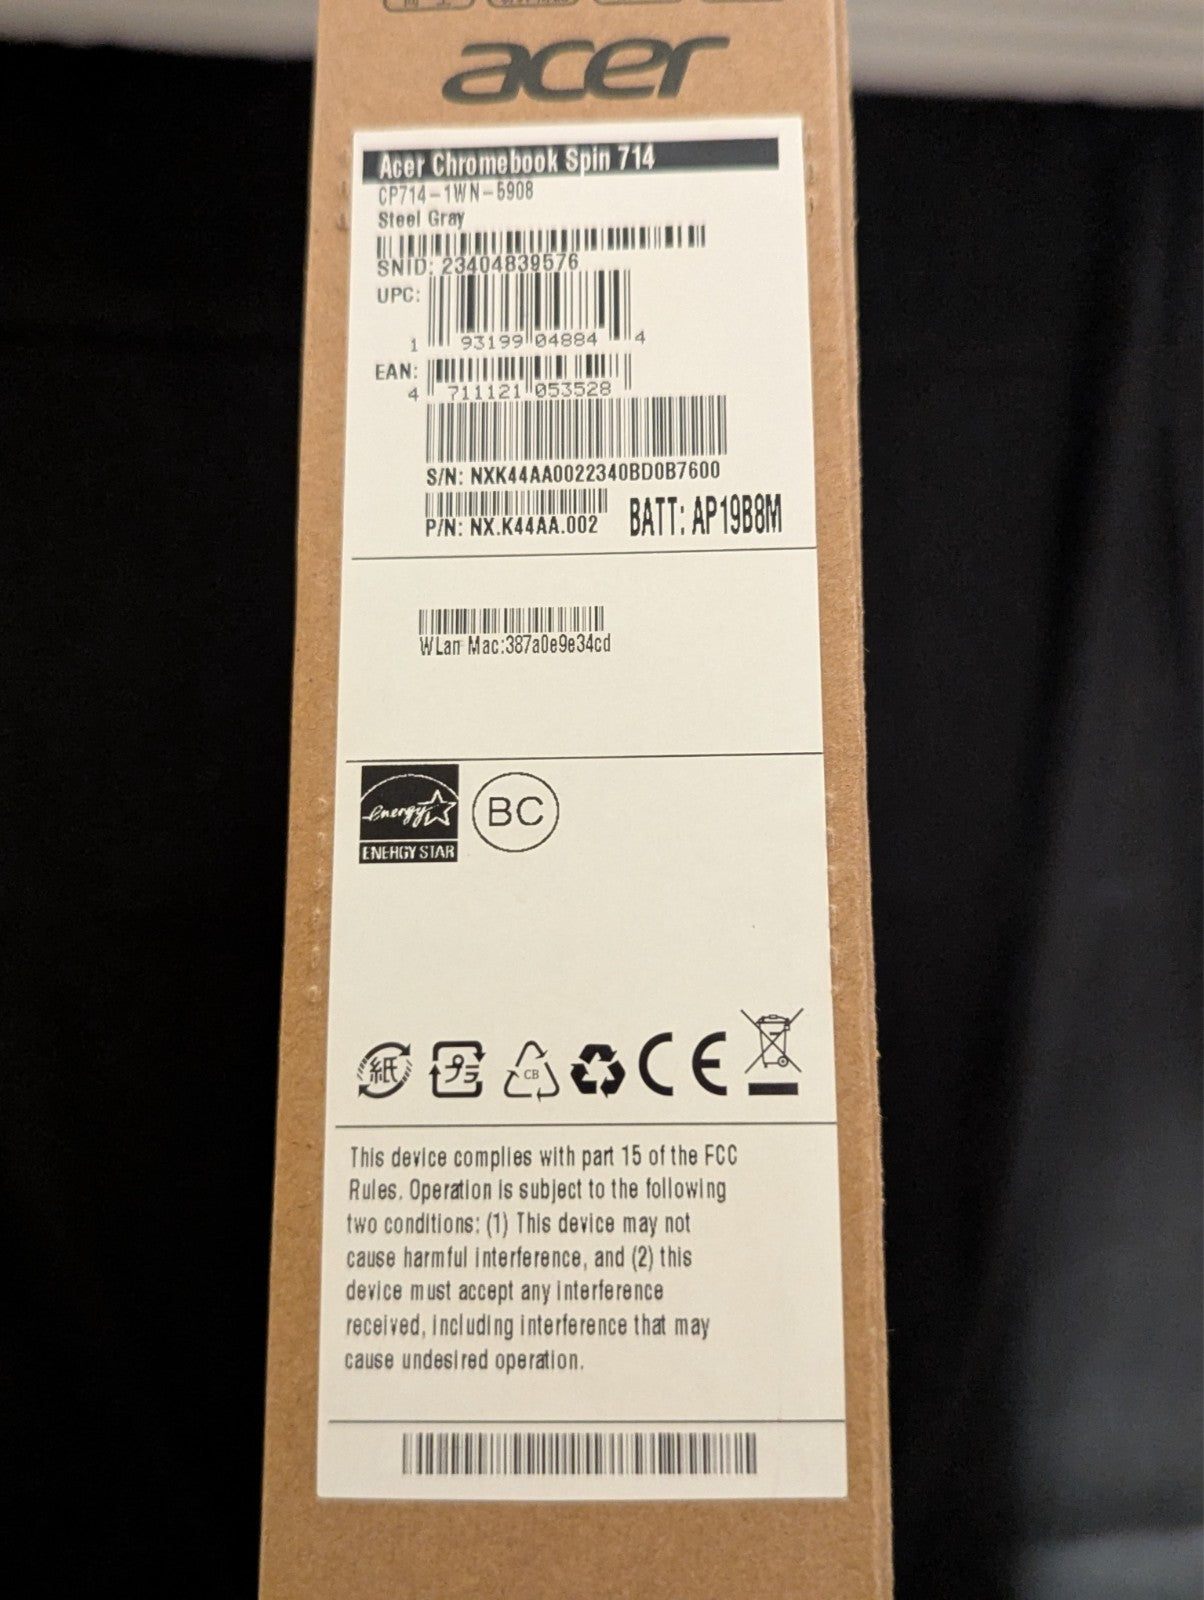 acer
Acer Chromebook Spin 714
CP714-1WN-5908
Steel Gray
SNID: 23404839576
UPC:
1 93199 04884 4
EAN:
4 711121 053528
S/N: NXK44AA0022340BD0B7600
P/N: NX.K44AA.002 BATT: AP19B8M
WLan Mac:387a0e9e34cd
energy
ENERGY STAR
BC
紙 プラ CB CE
This device complies with part 15 of the FCC
Rules. Operation is subject to the following
two conditions: (1) This device may not
cause harmful interference, and (2) this
device must accept any interference
received, including interference that may
cause undesired operation.